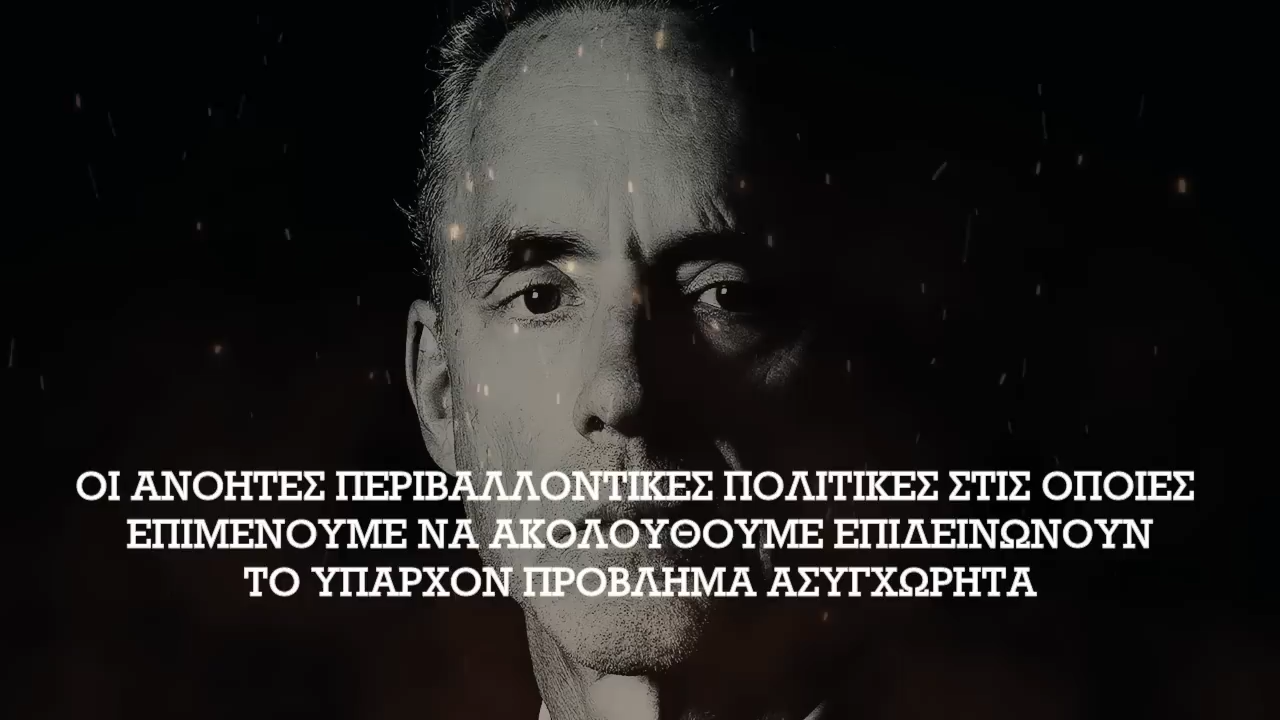 ΟΙ ΑΝΟΗΤΕΣ ΠΕΡΙΒΑΛΛΟΝΤΙΚΕΣ ΠΟΛΙΤΙΚΕΣ ΣΤΙΣ ΟΠΟΙΕΣ
ΕΠΙΜΕΝΟΥΜΕ ΝΑ ΑΚΟΛΟΥΘΟΥΜΕ ΕΠΙΔΕΙΝΩΝΟΥΝ
ΤΟ ΥΠΑΡΧΟΝ ΠΡΟΒΛΗΜΑ ΑΣΥΓΧΩΡΗΤΑ